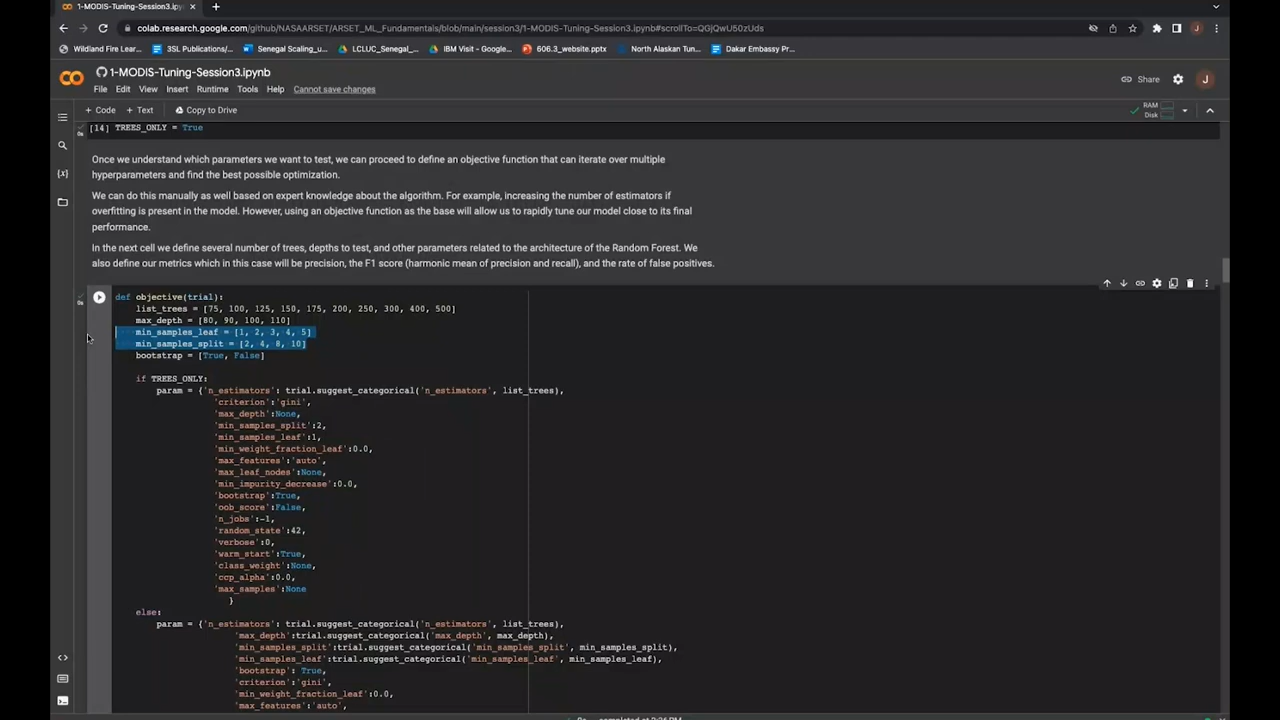 1-MODIS-Tuning-Session3.ipynb
colab.research.google.com/github/NASAARSET/ARSET_ML_Fundamentals/blob/main/session3/1-MODIS-Tuning-Session3.ipynb#scrollTo=QGjQwU50zUds
Wildland Fire Lear... 3SL Publications/... Senegal Scaling_u... LCLUC_Senegal_... IBM Visit - Google... 606.3_website.pptx North Alaskan Tun... Dakar Embassy Pr...
1-MODIS-Tuning-Session3.ipynb
Share
J
File Edit View Insert Runtime Tools Help Cannot save changes
+ Code + Text Copy to Drive
RAM
Disk
[14] TREES_ONLY = True
0s
Once we understand which parameters we want to test, we can proceed to define an objective function that can iterate over multiple
hyperparameters and find the best possible optimization.
We can do this manually as well based on expert knowledge about the algorithm. For example, increasing the number of estimators if
overfitting is present in the model. However, using an objective function as the base will allow us to rapidly tune our model close to its final
performance.
In the next cell we define several number of trees, depths to test, and other parameters related to the architecture of the Random Forest. We
also define our metrics which in this case will be precision, the F1 score (harmonic mean of precision and recall), and the rate of false positives.
0s
def objective(trial):
list_trees = [75, 100, 125, 150, 175, 200, 250, 300, 400, 500]
max_depth = [80, 90, 100, 110]
min_samples_leaf = [1, 2, 3, 4, 5]
min_samples_split = [2, 4, 8, 10]
bootstrap = [True, False]
if TREES_ONLY:
param = {'n_estimators': trial.suggest_categorical('n_estimators', list_trees),
'criterion':'gini',
'max_depth':None,
'min_samples_split':2,
'min_samples_leaf':1,
'min_weight_fraction_leaf':0.0,
'max_features':'auto',
'max_leaf_nodes':None,
'min_impurity_decrease':0.0,
'bootstrap':True,
'oob_score':False,
'n_jobs':-1,
'random_state':42,
'verbose':0,
'warm_start':True,
'class_weight':None,
'ccp_alpha':0.0,
'max_samples':None
}
else:
param = {'n_estimators': trial.suggest_categorical('n_estimators', list_trees),
'max_depth':trial.suggest_categorical('max_depth', max_depth),
'min_samples_split':trial.suggest_categorical('min_samples_split', min_samples_split),
'min_samples_leaf':trial.suggest_categorical('min_samples_leaf', min_samples_leaf),
'bootstrap': True,
'criterion':'gini',
'min_weight_fraction_leaf':0.0,
'max_features':'auto',